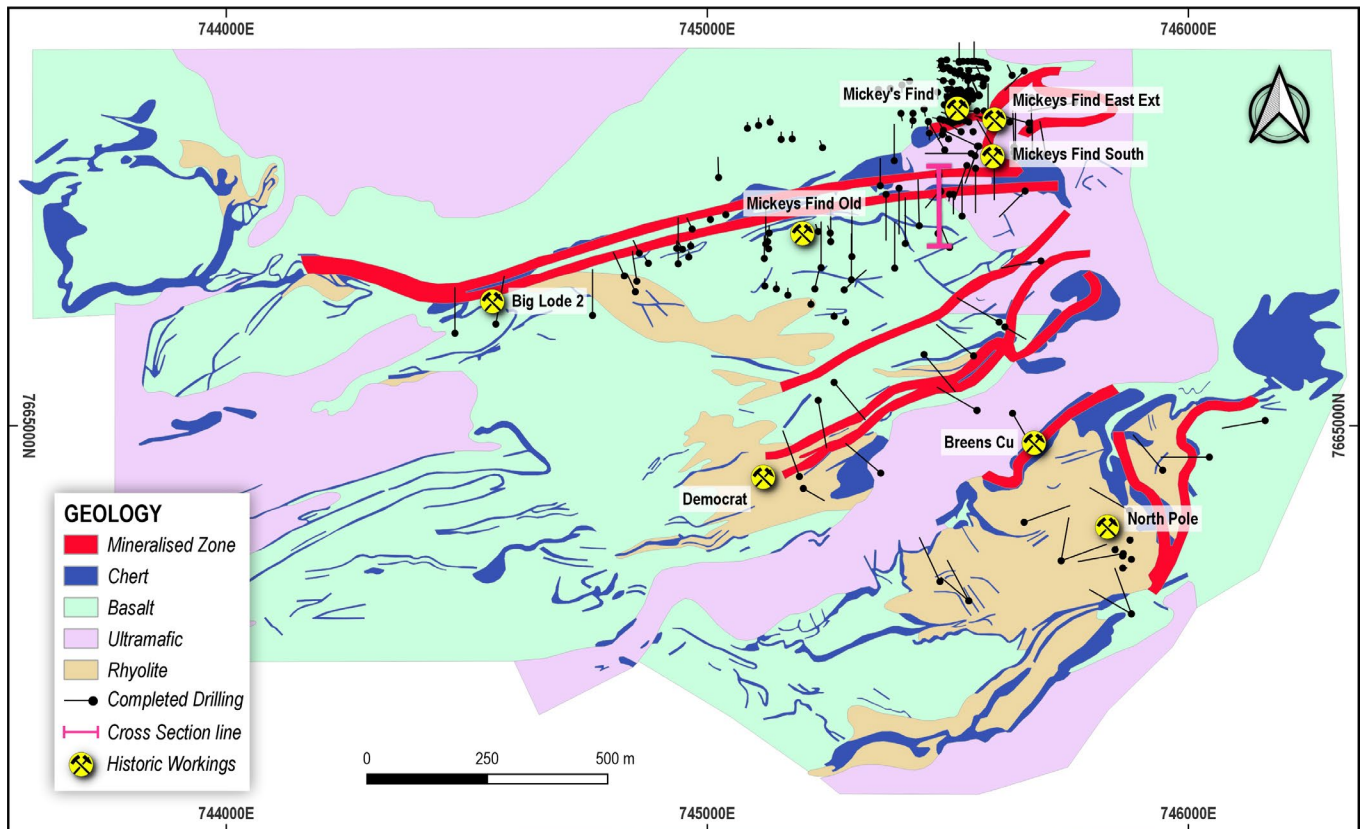 744000E
745000E
746000E
Mickey's Find
Mickeys Find East Ext
Mickeys Find South
Mickeys Find Old
Big Lode 2
7665000N
7665000N
Breens Cu
Democrat
North Pole
GEOLOGY
Mineralised Zone
Chert
Basalt
Ultramafic
Rhyolite
Completed Drilling
Cross Section line
Historic Workings
0
250
500 m
744000E
745000E
746000E